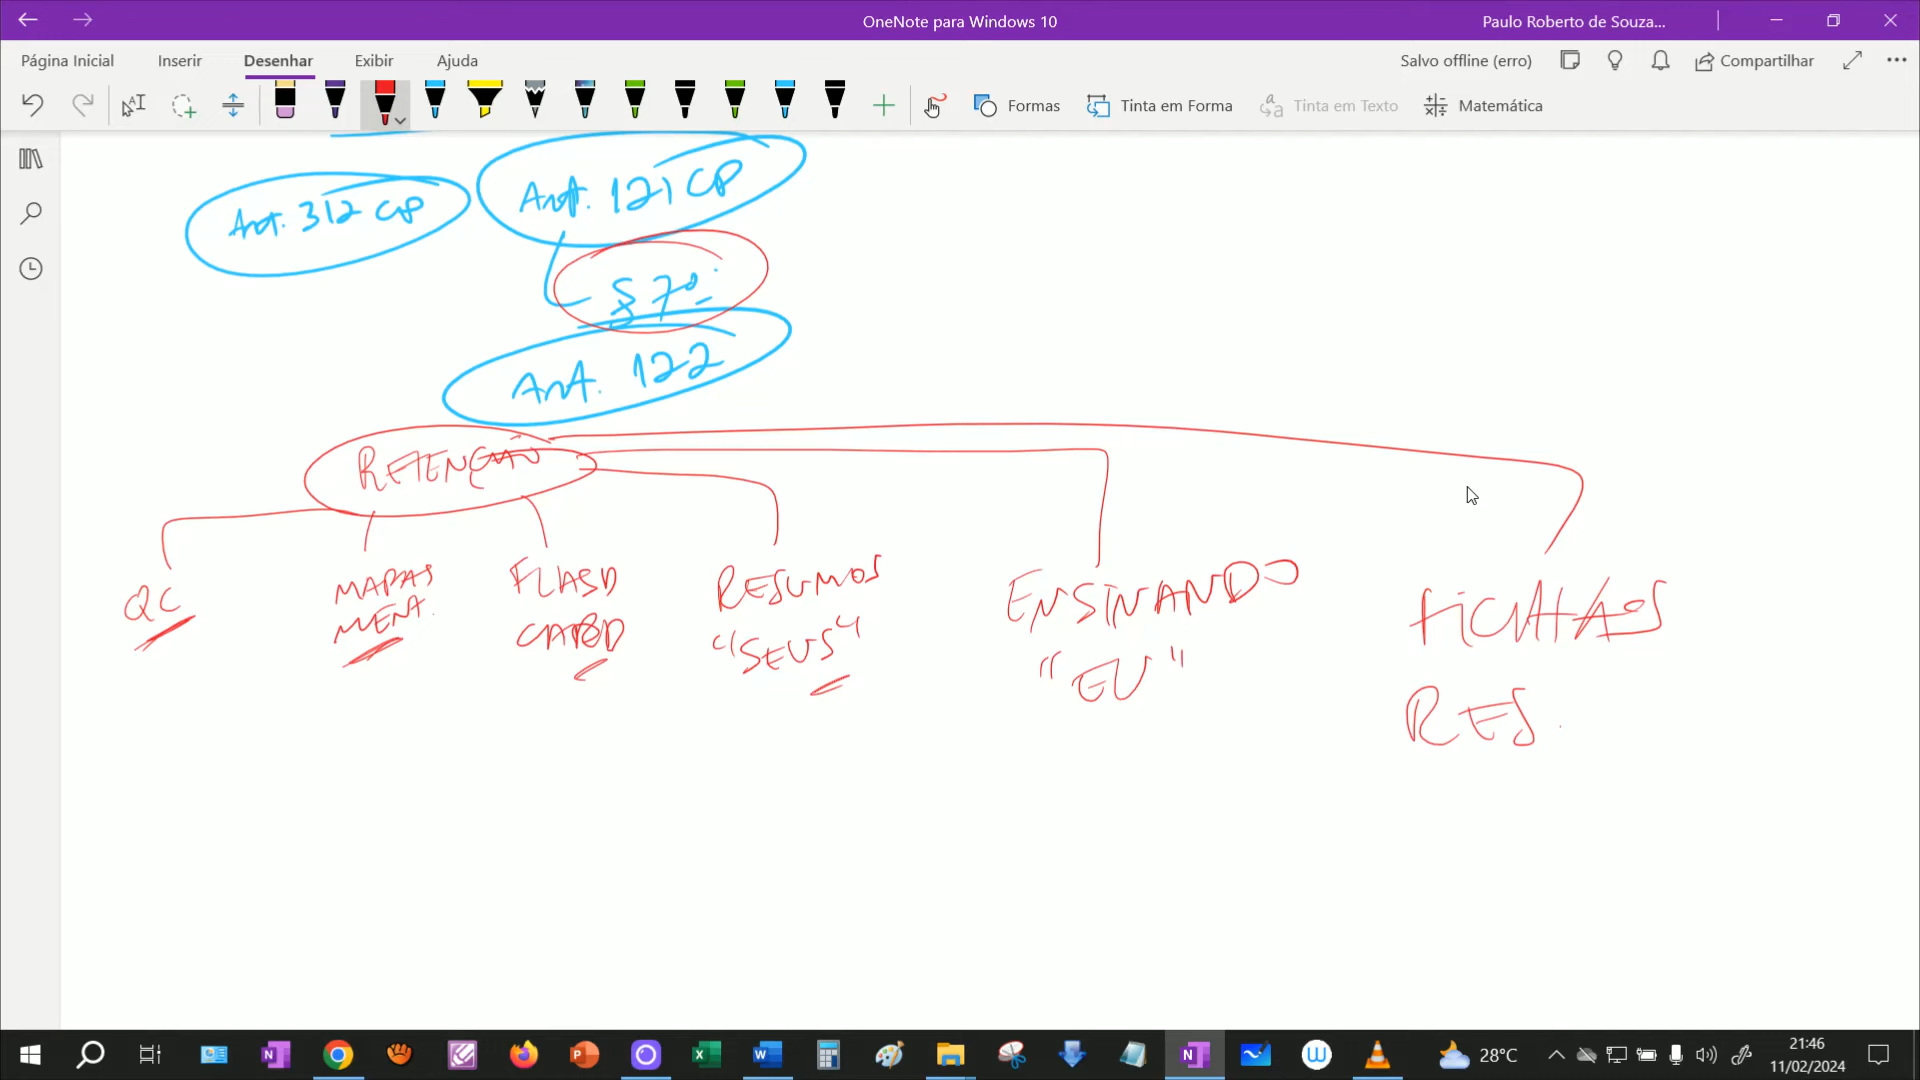 OneNote para Windows 10
Paulo Roberto de Souza...
Página Inicial
Inserir
Desenhar
Exibir
Ajuda
Salvo offline (erro)
Compartilhar
Formas
Tinta em Forma
Tinta em Texto
Matemática
Art. 312 CP
Art. 121 CP
§ 7º
Art. 122
RETENÇÃO
QC
MAPAS
MENT.
FLASD
CARD
RESUMOS
"SEUS"
ENSINANDO
"EU"
FICHAS
RES.
28°C
21:46
11/02/2024